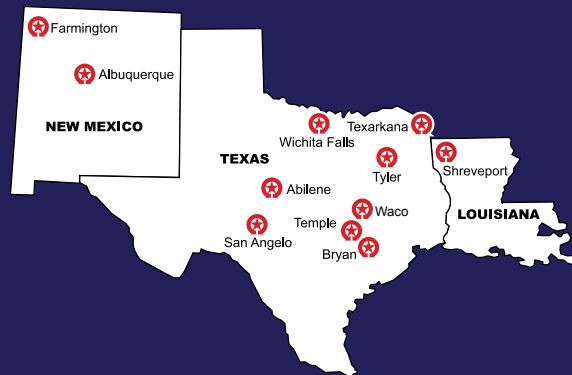 Farmington
Albuquerque
NEW MEXICO
Texarkana
Wichita Falls
TEXAS
Tyler
Shreveport
Abilene
Waco
LOUISIANA
Temple
San Angelo
Bryan